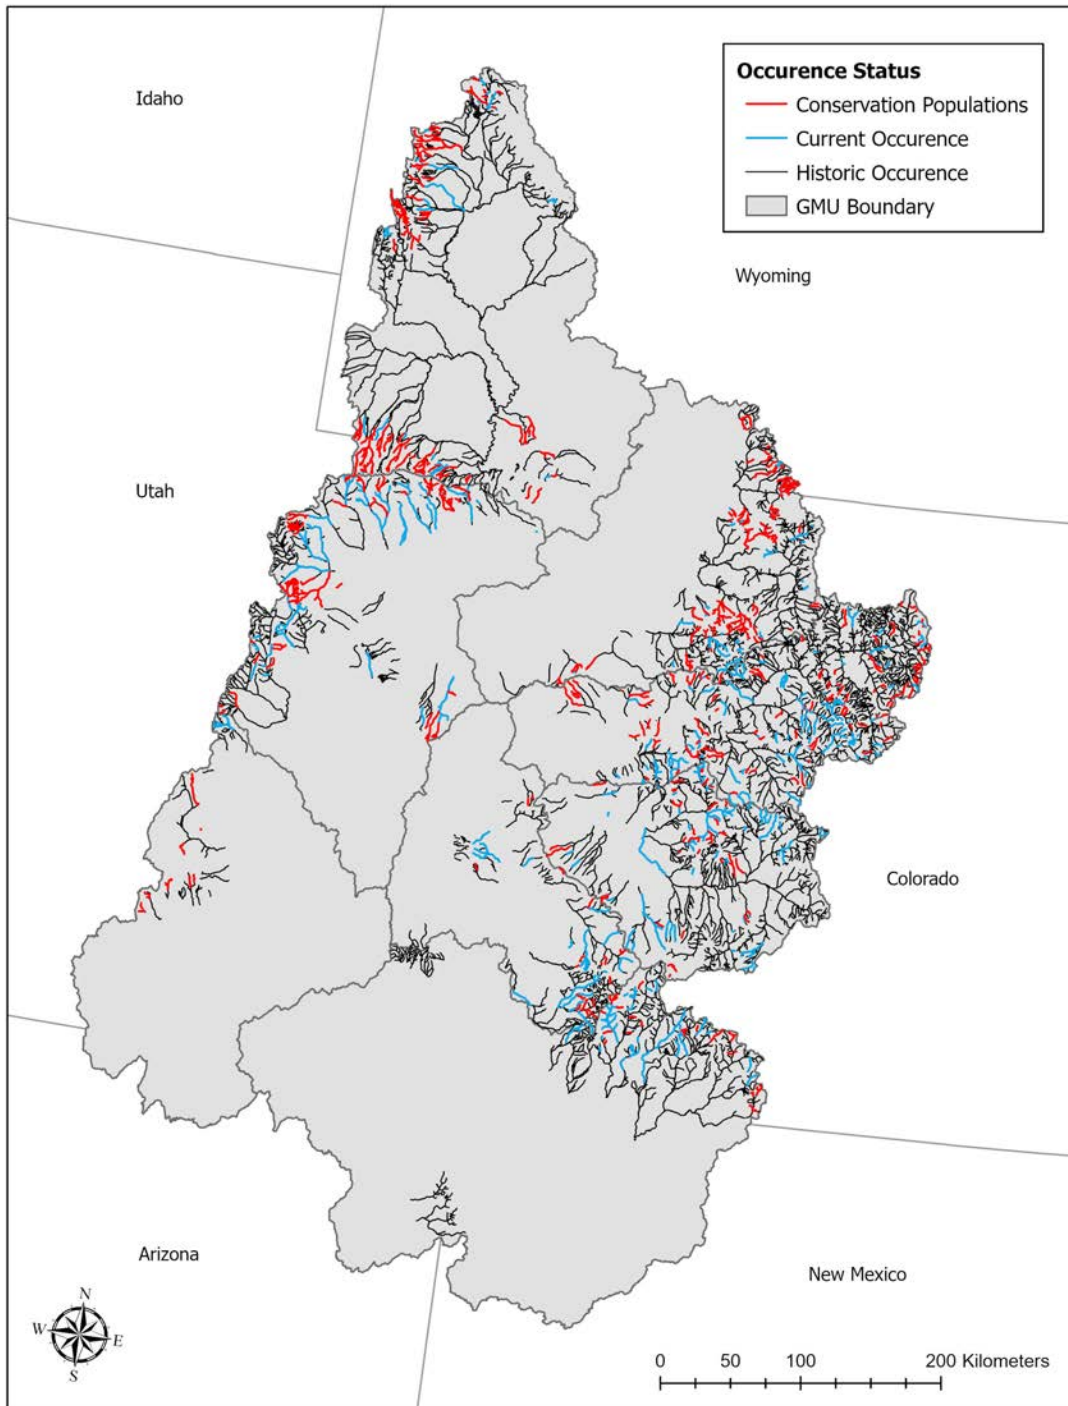 Idaho
Occurence Status
Conservation Populations
Current Occurence
Historic Occurence
GMU Boundary
Wyoming
Utah
Colorado
Arizona
New Mexico
N
W
E
S
0 50 100 200 Kilometers